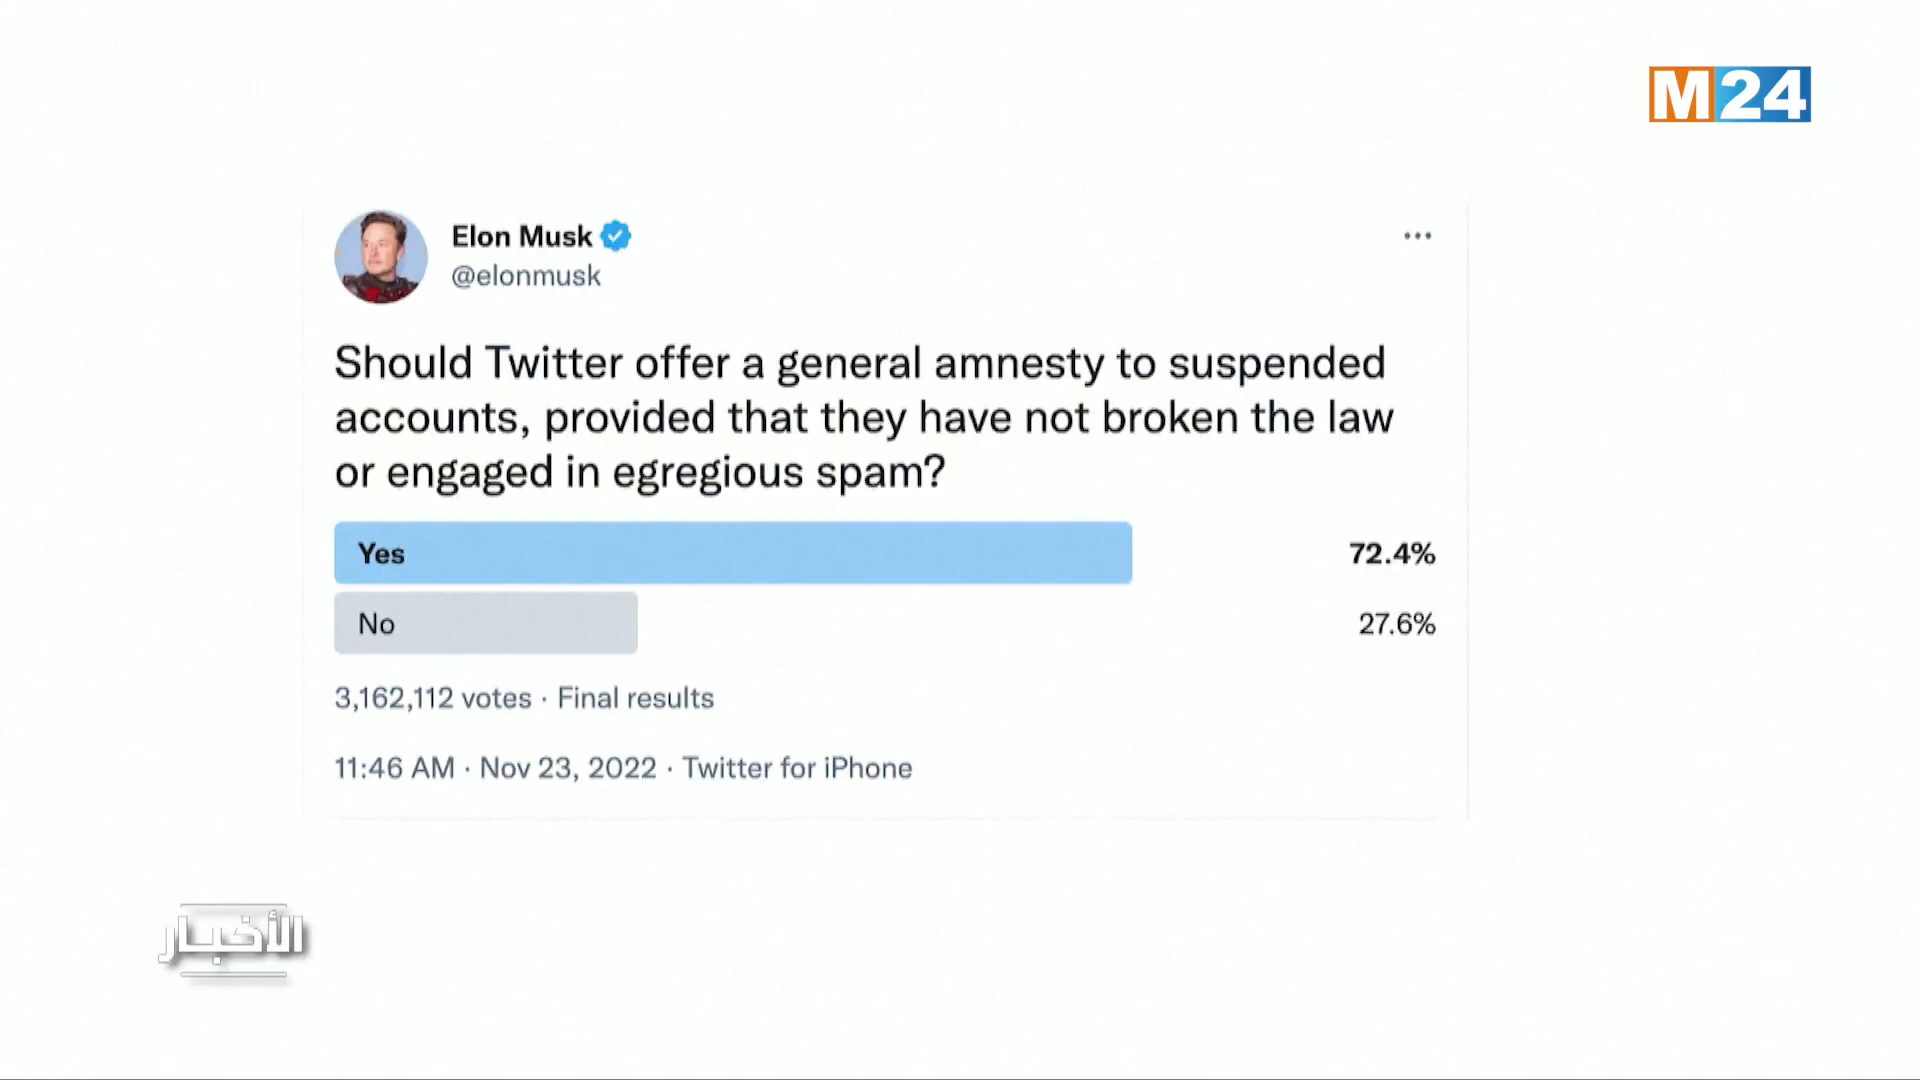 M24
Elon Musk
@elonmusk
Should Twitter offer a general amnesty to suspended
accounts, provided that they have not broken the law
or engaged in egregious spam?
Yes 72.4%
No 27.6%
3,162,112 votes · Final results
11:46 AM · Nov 23, 2022 · Twitter for iPhone
الأخبار